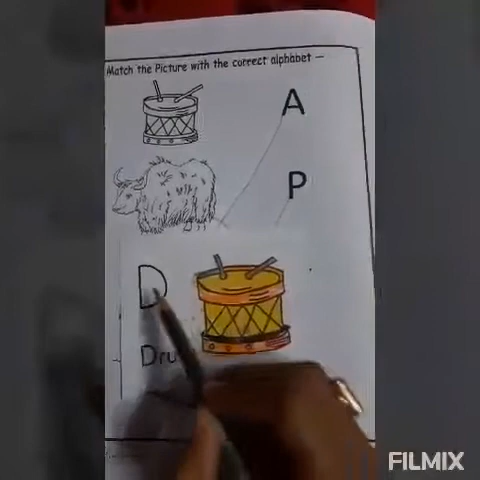 Match the Picture with the correct alphabet —
A
P
D
Dru
FILMIX